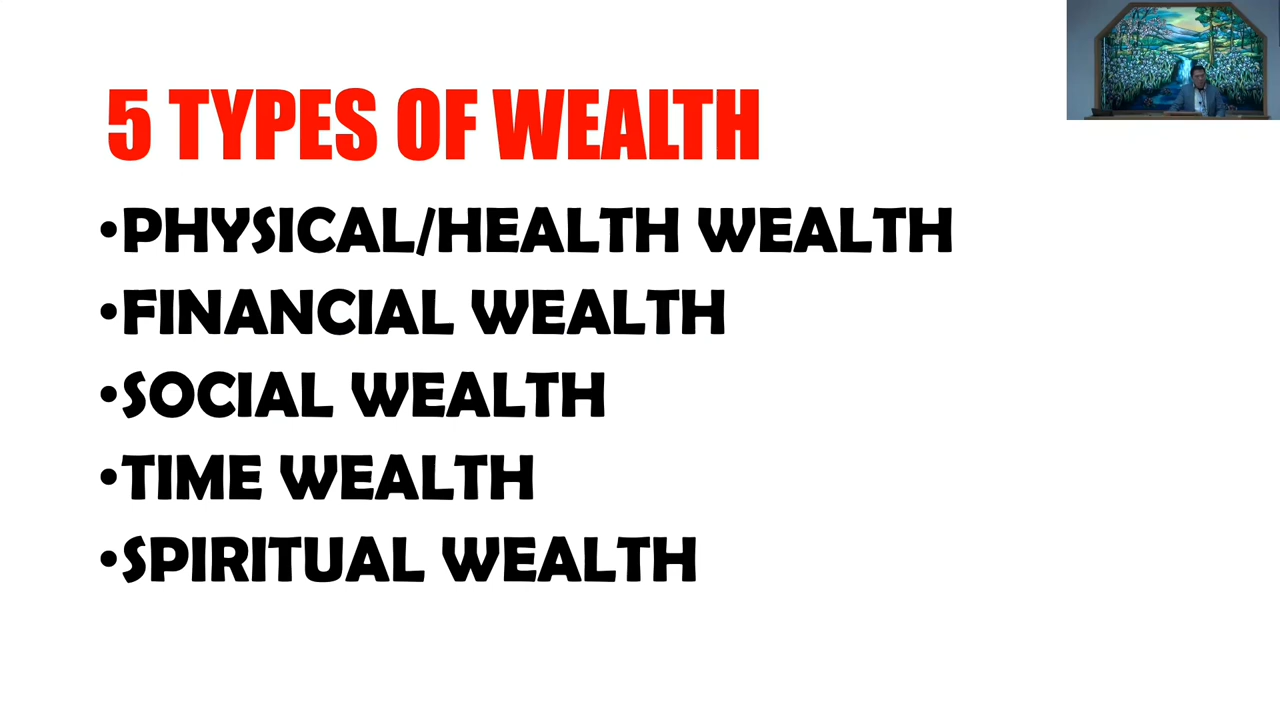 5 TYPES OF WEALTH
•PHYSICAL/HEALTH WEALTH
•FINANCIAL WEALTH
•SOCIAL WEALTH
•TIME WEALTH
•SPIRITUAL WEALTH